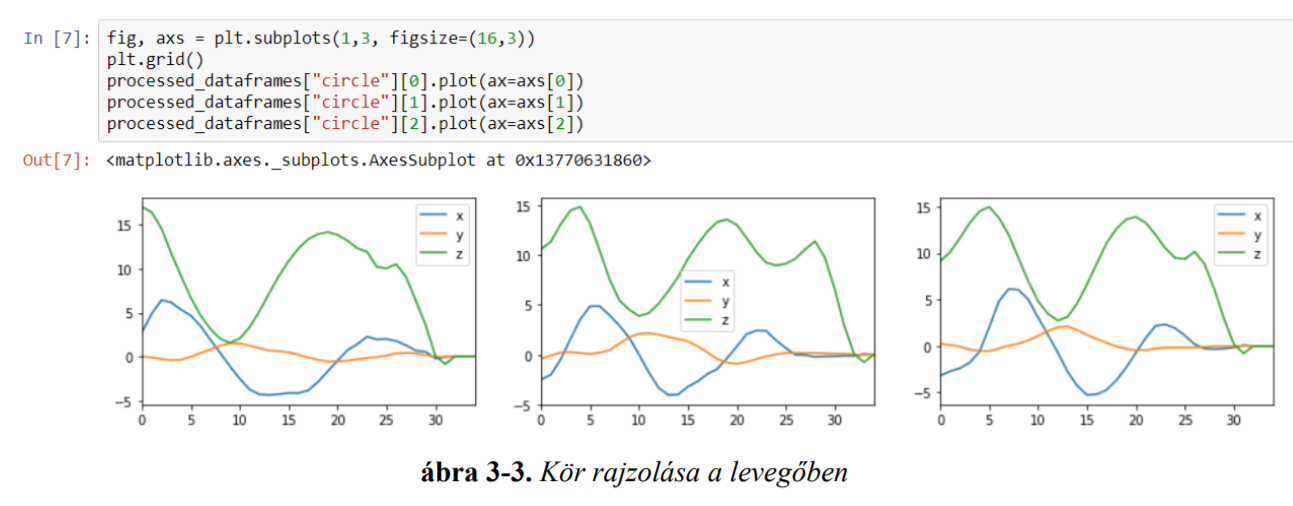 In [7]: fig, axs = plt.subplots(1,3, figsize=(16,3))
plt.grid()
processed_dataframes["circle"][0].plot(ax=axs[0])
processed_dataframes["circle"][1].plot(ax=axs[1])
processed_dataframes["circle"][2].plot(ax=axs[2])
Out[7]: <matplotlib.axes._subplots.AxesSubplot at 0x13770631860>
x
y
z
15
10
5
0
−5
0 5 10 15 20 25 30
x
y
z
15
10
5
0
−5
0 5 10 15 20 25 30
x
y
z
15
10
5
0
−5
0 5 10 15 20 25 30
ábra 3-3. Kör rajzolása a levegőben